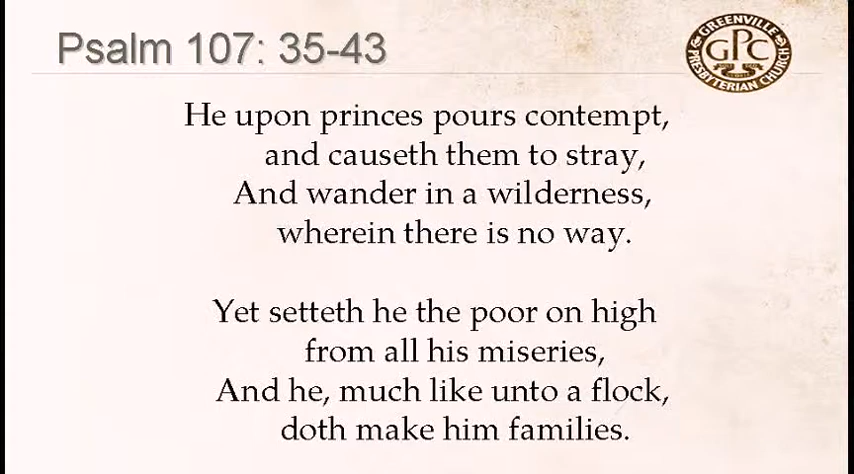 Psalm 107: 35-43
GREENVILLE
GPC
PRESBYTERIAN CHURCH
He upon princes pours contempt,
and causeth them to stray,
And wander in a wilderness,
wherein there is no way.
Yet setteth he the poor on high
from all his miseries,
And he, much like unto a flock,
doth make him families.